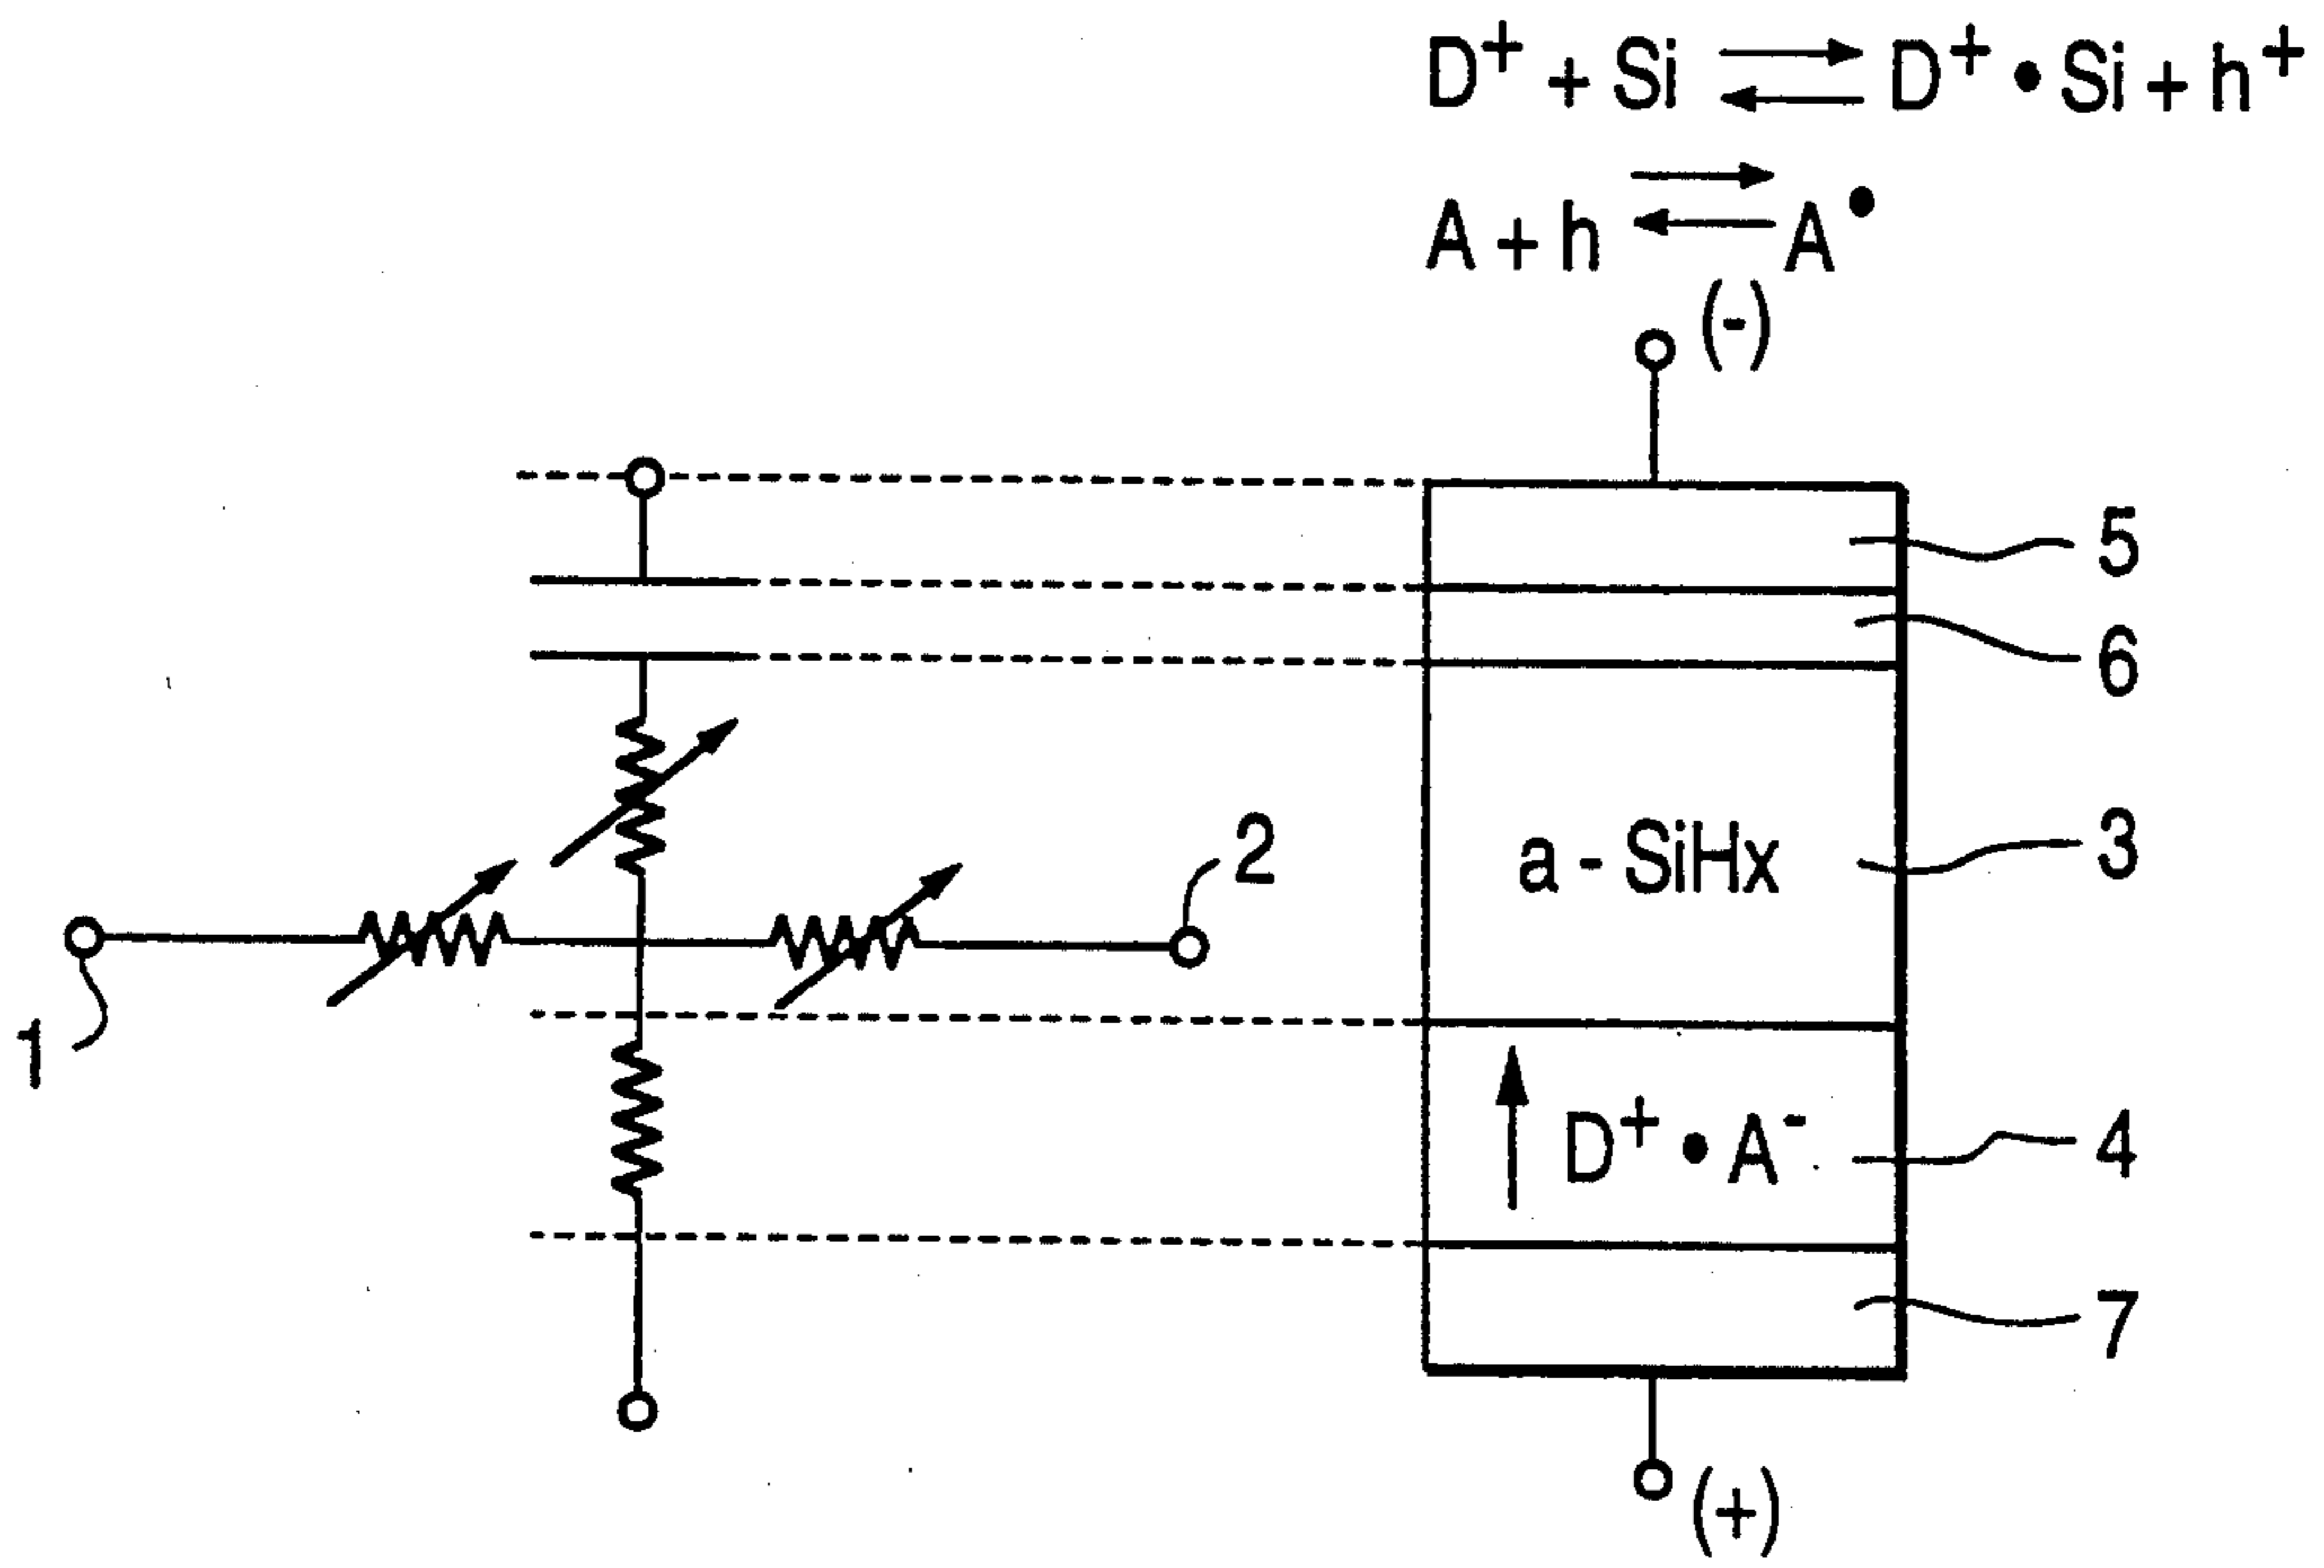 D⁺ + Si ⇄ D⁺ • Si + h⁺
A + h ⇄ A•
(-)
5
6
2
a - SiHx
3
1
D⁺ • A⁻
4
7
(+)